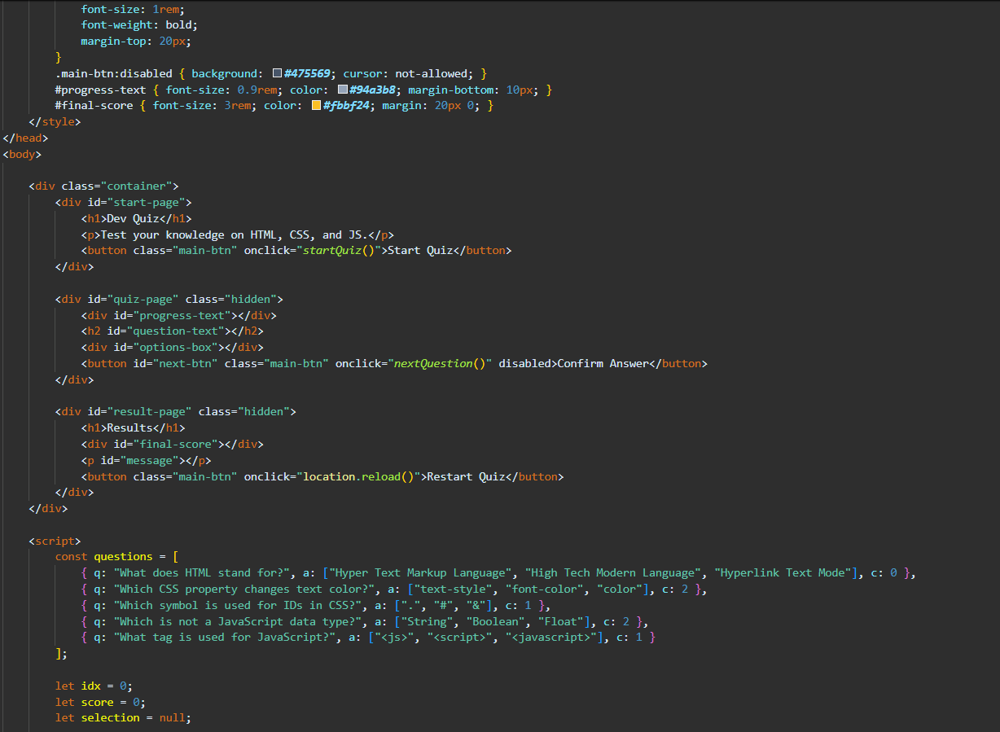 font-size: 1rem;
font-weight: bold;
margin-top: 20px;
}
.main-btn:disabled { background: #475569; cursor: not-allowed; }
#progress-text { font-size: 0.9rem; color: #94a3b8; margin-bottom: 10px; }
#final-score { font-size: 3rem; color: #fbbf24; margin: 20px 0; }
</style>
</head>
<body>
<div class="container">
<div id="start-page">
<h1>Dev Quiz</h1>
<p>Test your knowledge on HTML, CSS, and JS.</p>
<button class="main-btn" onclick="startQuiz()">Start Quiz</button>
</div>
<div id="quiz-page" class="hidden">
<div id="progress-text"></div>
<h2 id="question-text"></h2>
<div id="options-box"></div>
<button id="next-btn" class="main-btn" onclick="nextQuestion()" disabled>Confirm Answer</button>
</div>
<div id="result-page" class="hidden">
<h1>Results</h1>
<div id="final-score"></div>
<p id="message"></p>
<button class="main-btn" onclick="location.reload()">Restart Quiz</button>
</div>
</div>
<script>
const questions = [
{ q: "What does HTML stand for?", a: ["Hyper Text Markup Language", "High Tech Modern Language", "Hyperlink Text Mode"], c: 0 },
{ q: "Which CSS property changes text color?", a: ["text-style", "font-color", "color"], c: 2 },
{ q: "Which symbol is used for IDs in CSS?", a: [".", "#", "&"], c: 1 },
{ q: "Which is not a JavaScript data type?", a: ["String", "Boolean", "Float"], c: 2 },
{ q: "What tag is used for JavaScript?", a: ["<js>", "<script>", "<javascript>"], c: 1 }
];
let idx = 0;
let score = 0;
let selection = null;